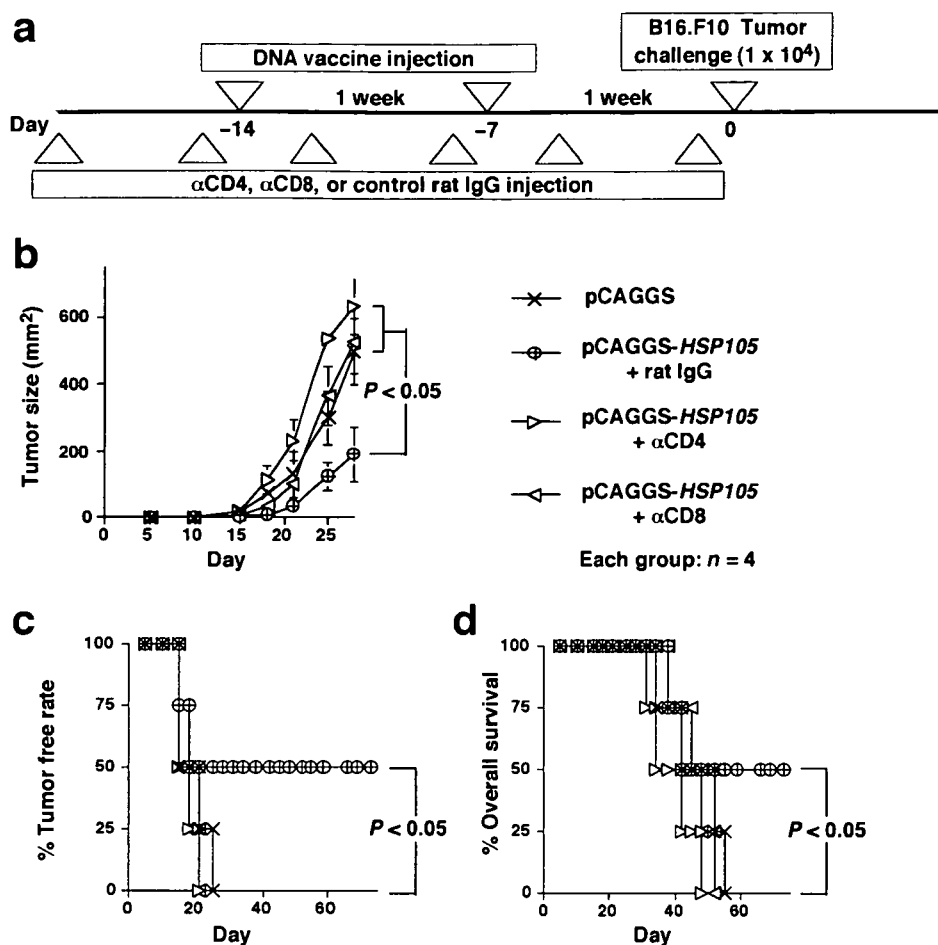 a
B16.F10 Tumor
challenge (1 x 10⁴)
DNA vaccine injection
1 week
1 week
Day
−14
−7
0
αCD4, αCD8, or control rat IgG injection
b
Tumor size (mm²)
600
400
200
0
0
5
10
15
20
25
Day
P < 0.05
pCAGGS
pCAGGS-HSP105
+ rat IgG
pCAGGS-HSP105
+ αCD4
pCAGGS-HSP105
+ αCD8
Each group: n = 4
c
% Tumor free rate
100
75
50
25
0
0
20
40
60
Day
P < 0.05
d
% Overall survival
100
75
50
25
0
0
20
40
60
Day
P < 0.05